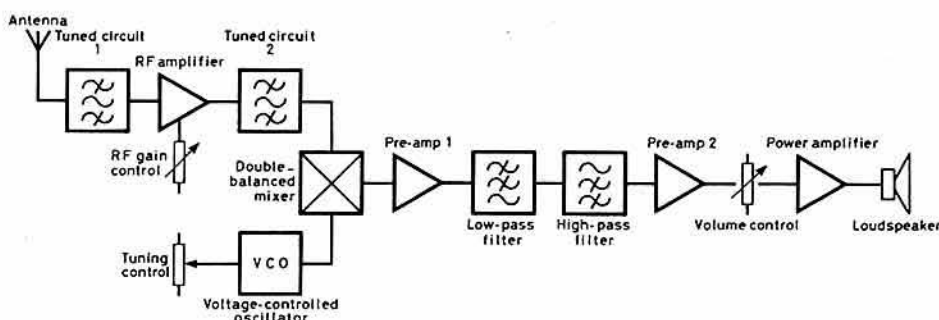 Antenna
Tuned circuit
1
RF amplifier
Tuned circuit
2
RF gain
control
Double-
balanced
mixer
Pre-amp 1
Low-pass
filter
High-pass
filter
Pre-amp 2
Volume control
Power amplifier
Loudspeaker
Tuning
control
VCO
Voltage-controlled
oscillator